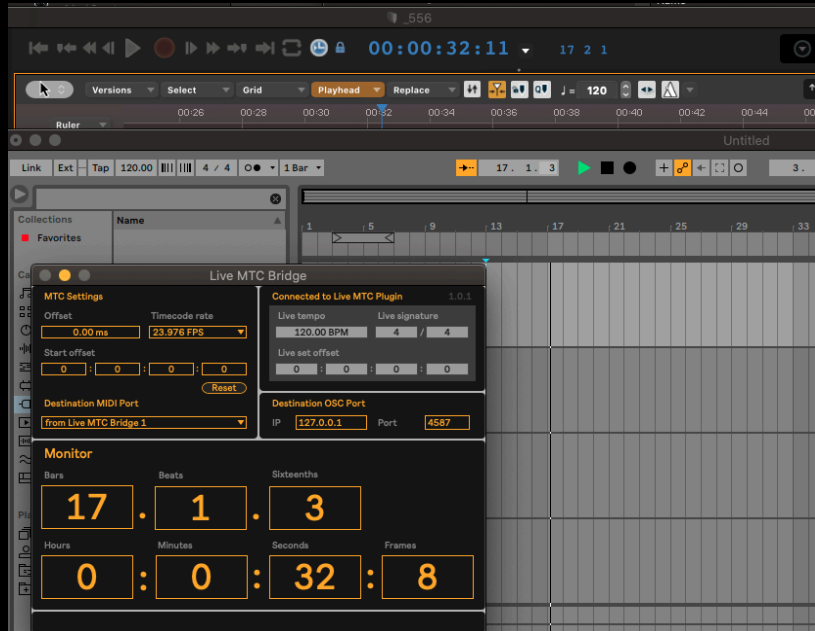 _556
00:00:32:11
17 2 1
Versions
Select
Grid
Playhead
Replace
120
Ruler
00:26
00:28
00:30
00:32
00:34
00:36
00:38
00:40
00:42
00:44
Untitled
Link
Ext
Tap
120.00
4 / 4
1 Bar
17. 1. 3
3.
Collections
Favorites
Name
1
5
9
13
17
21
25
29
33
Live MTC Bridge
MTC Settings
Offset
Timecode rate
0.00 ms
23.976 FPS
Start offset
0 : 0 : 0 : 0
Reset
Destination MIDI Port
from Live MTC Bridge 1
Connected to Live MTC Plugin
1.0.1
Live tempo
Live signature
120.00 BPM
4 / 4
Live set offset
0 : 0 : 0 : 0
Destination OSC Port
IP
127.0.0.1
Port
4587
Monitor
Bars
Beats
Sixteenths
17 . 1 . 3
Hours
Minutes
Seconds
Frames
0 : 0 : 32 : 8